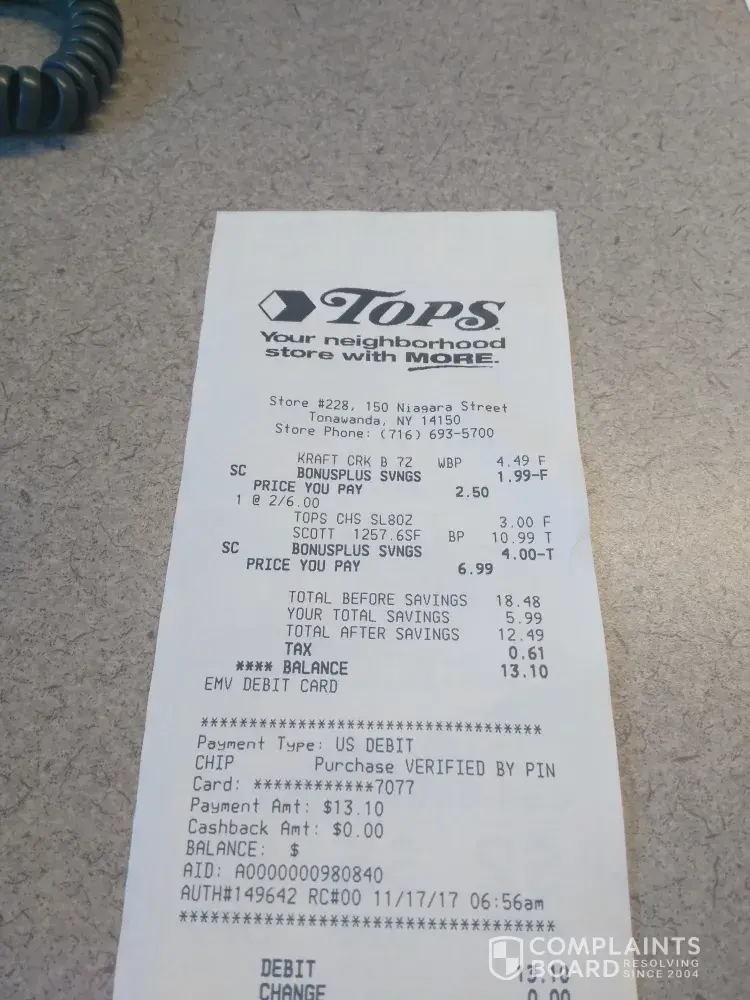 TOPS
Your neighborhood
store with MORE.
Store #228, 150 Niagara Street
Tonawanda, NY 14150
Store Phone: (716) 693-5700
KRAFT CRK B 7Z WBP 4.49 F
SC BONUSPLUS SVNGS 1.99-F
PRICE YOU PAY 2.50
1 @ 2/6.00
TOPS CHS SL8OZ 3.00 F
SCOTT 1257.6SF BP 10.99 T
SC BONUSPLUS SVNGS 4.00-T
PRICE YOU PAY 6.99
TOTAL BEFORE SAVINGS 18.48
YOUR TOTAL SAVINGS 5.99
TOTAL AFTER SAVINGS 12.49
TAX 0.61
**** BALANCE 13.10
EMV DEBIT CARD
***********************************
Payment Type: US DEBIT
CHIP Purchase VERIFIED BY PIN
Card: ************7077
Payment Amt: $13.10
Cashback Amt: $0.00
BALANCE: $
AID: A0000000980840
AUTH#149642 RC#00 11/17/17 06:56am
***********************************
DEBIT 13.10
CHANGE 0.00
COMPLAINTS
BOARD RESOLVING
SINCE 2004